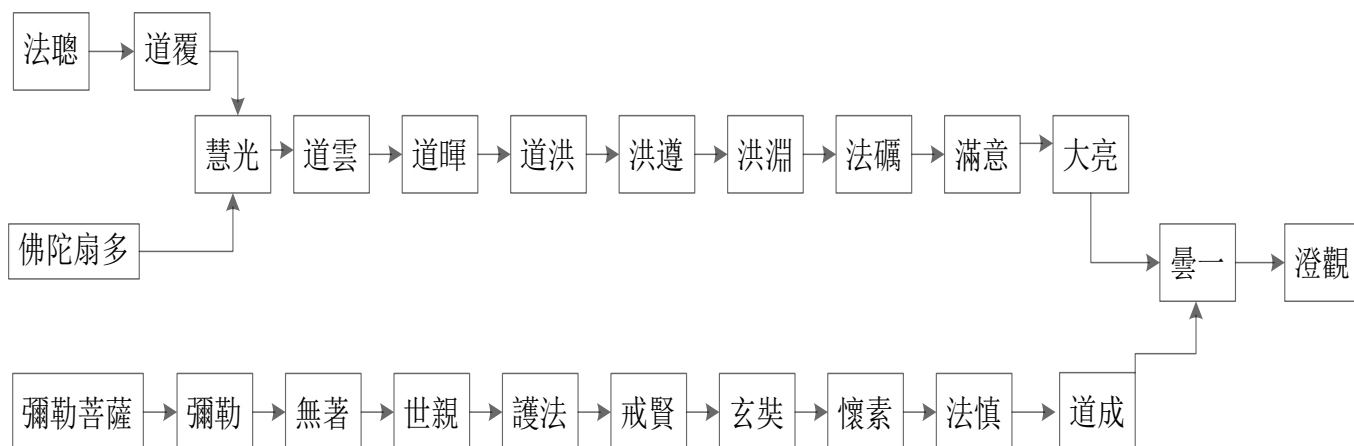 法聰
道覆
慧光
道雲
道暉
道洪
洪遵
洪淵
法礪
滿意
大亮
佛陀扇多
曇一
澄觀
彌勒菩薩
彌勒
無著
世親
護法
戒賢
玄奘
懷素
法慎
道成